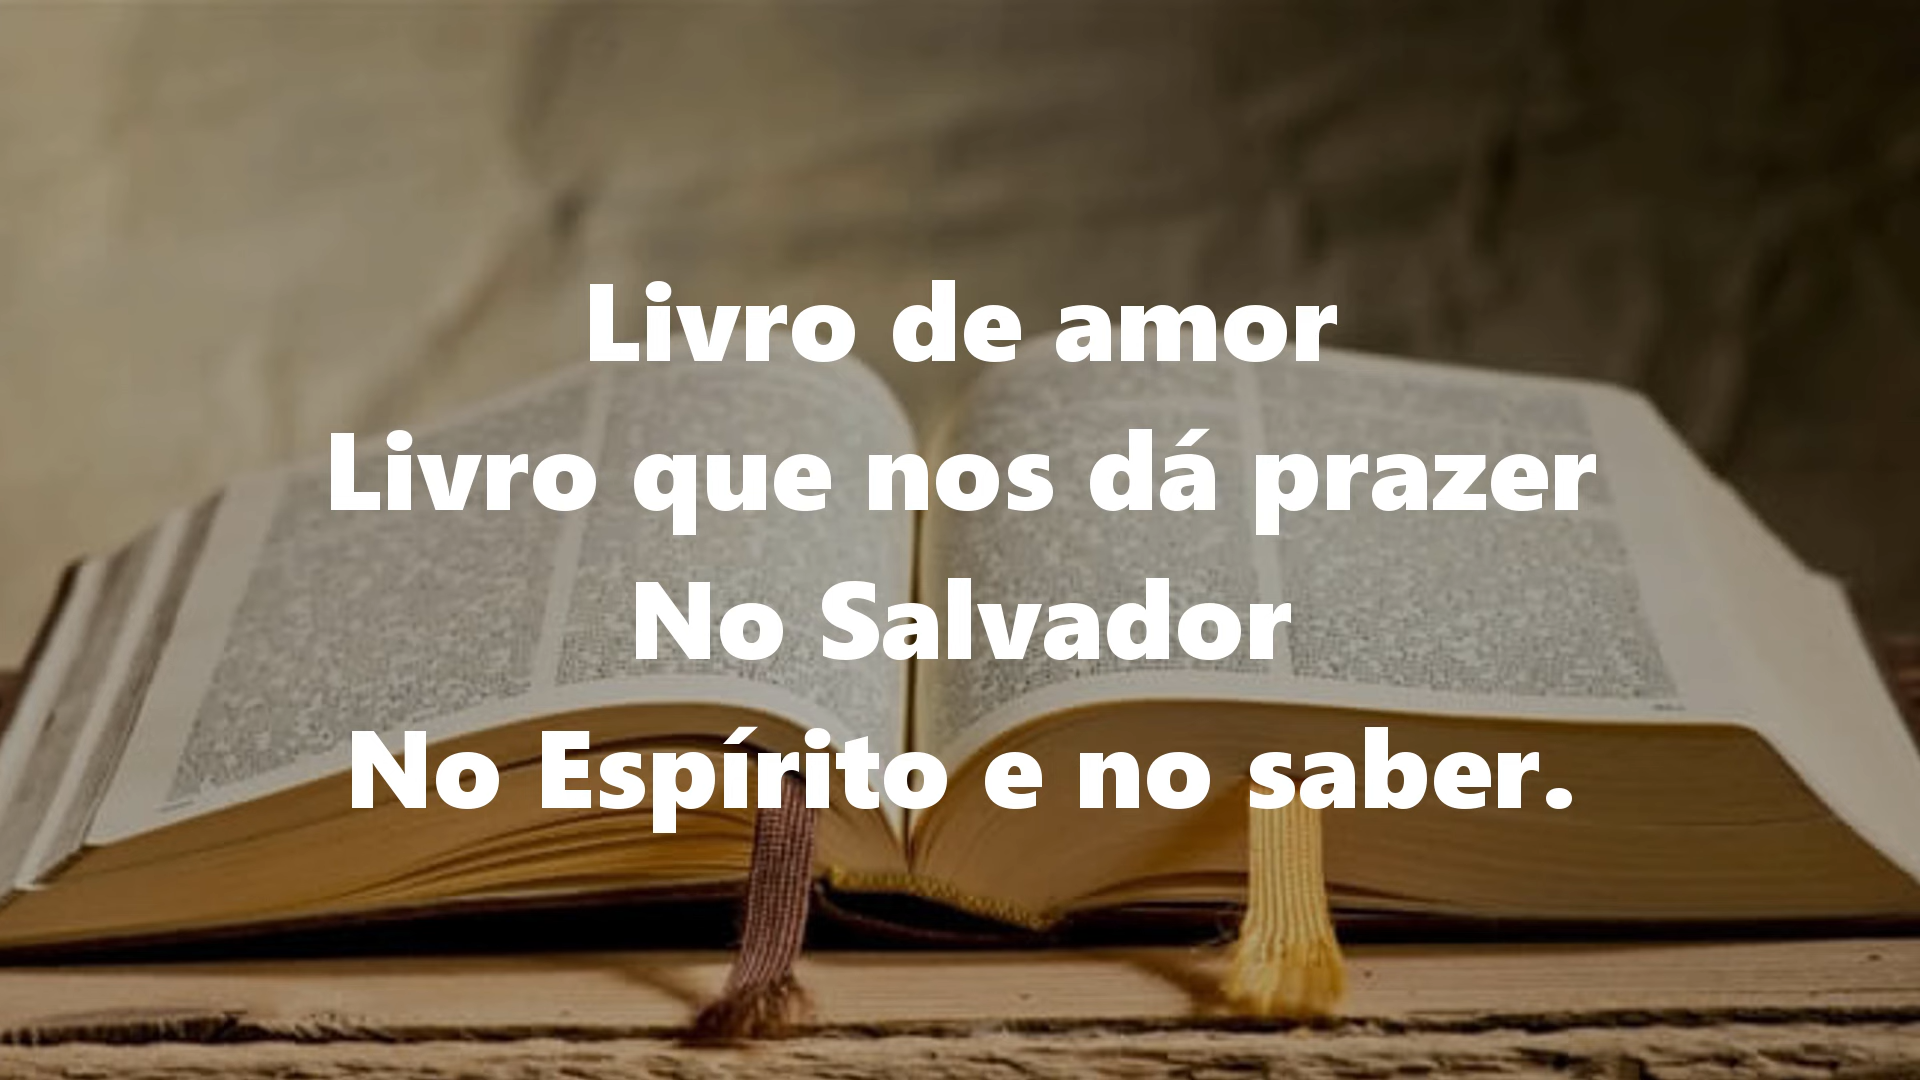 Livro de amor
Livro que nos dá prazer
No Salvador
No Espírito e no saber.